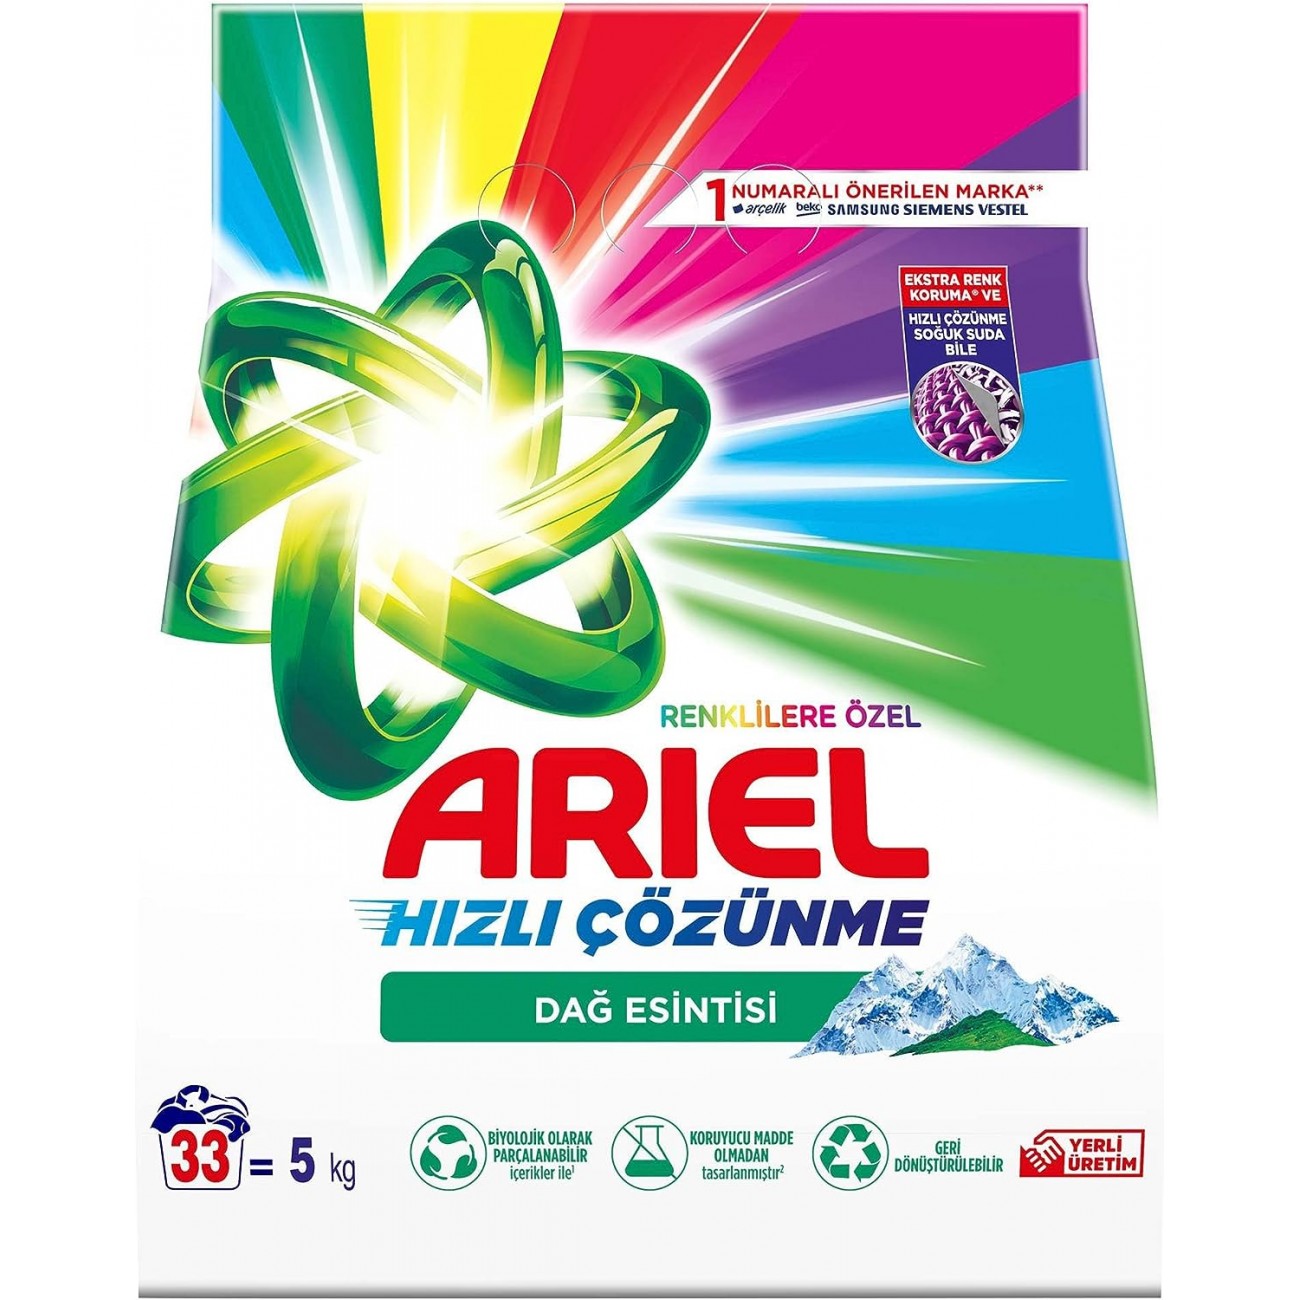 1 NUMARALI ÖNERİLEN MARKA**
arçelik beko SAMSUNG SIEMENS VESTEL
EKSTRA RENK
KORUMA® VE
HIZLI ÇÖZÜNME
SOĞUK SUDA
BİLE
RENKLİLERE ÖZEL
ARIEL
HIZLI ÇÖZÜNME
DAĞ ESİNTİSİ
33 = 5 kg
BİYOLOJİK OLARAK
PARÇALANABİLİR
içerikler ile¹
KORUYUCU MADDE
OLMADAN
tasarlanmıştır²
GERİ
DÖNÜŞTÜRÜLEBİLİR
YERLİ
ÜRETİM